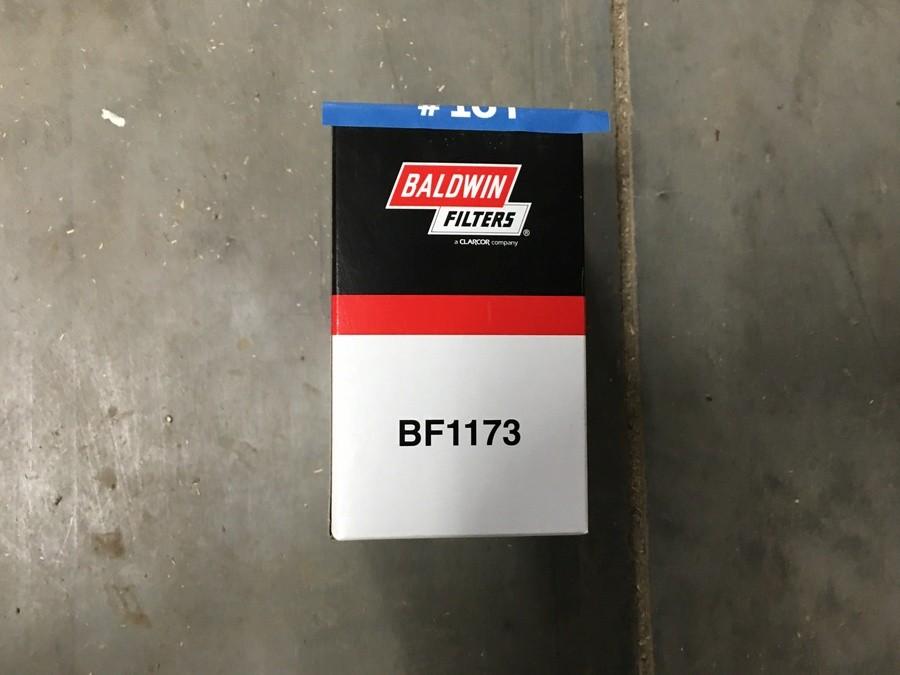 BALDWIN
FILTERS®
a CLARCOR company
BF1173